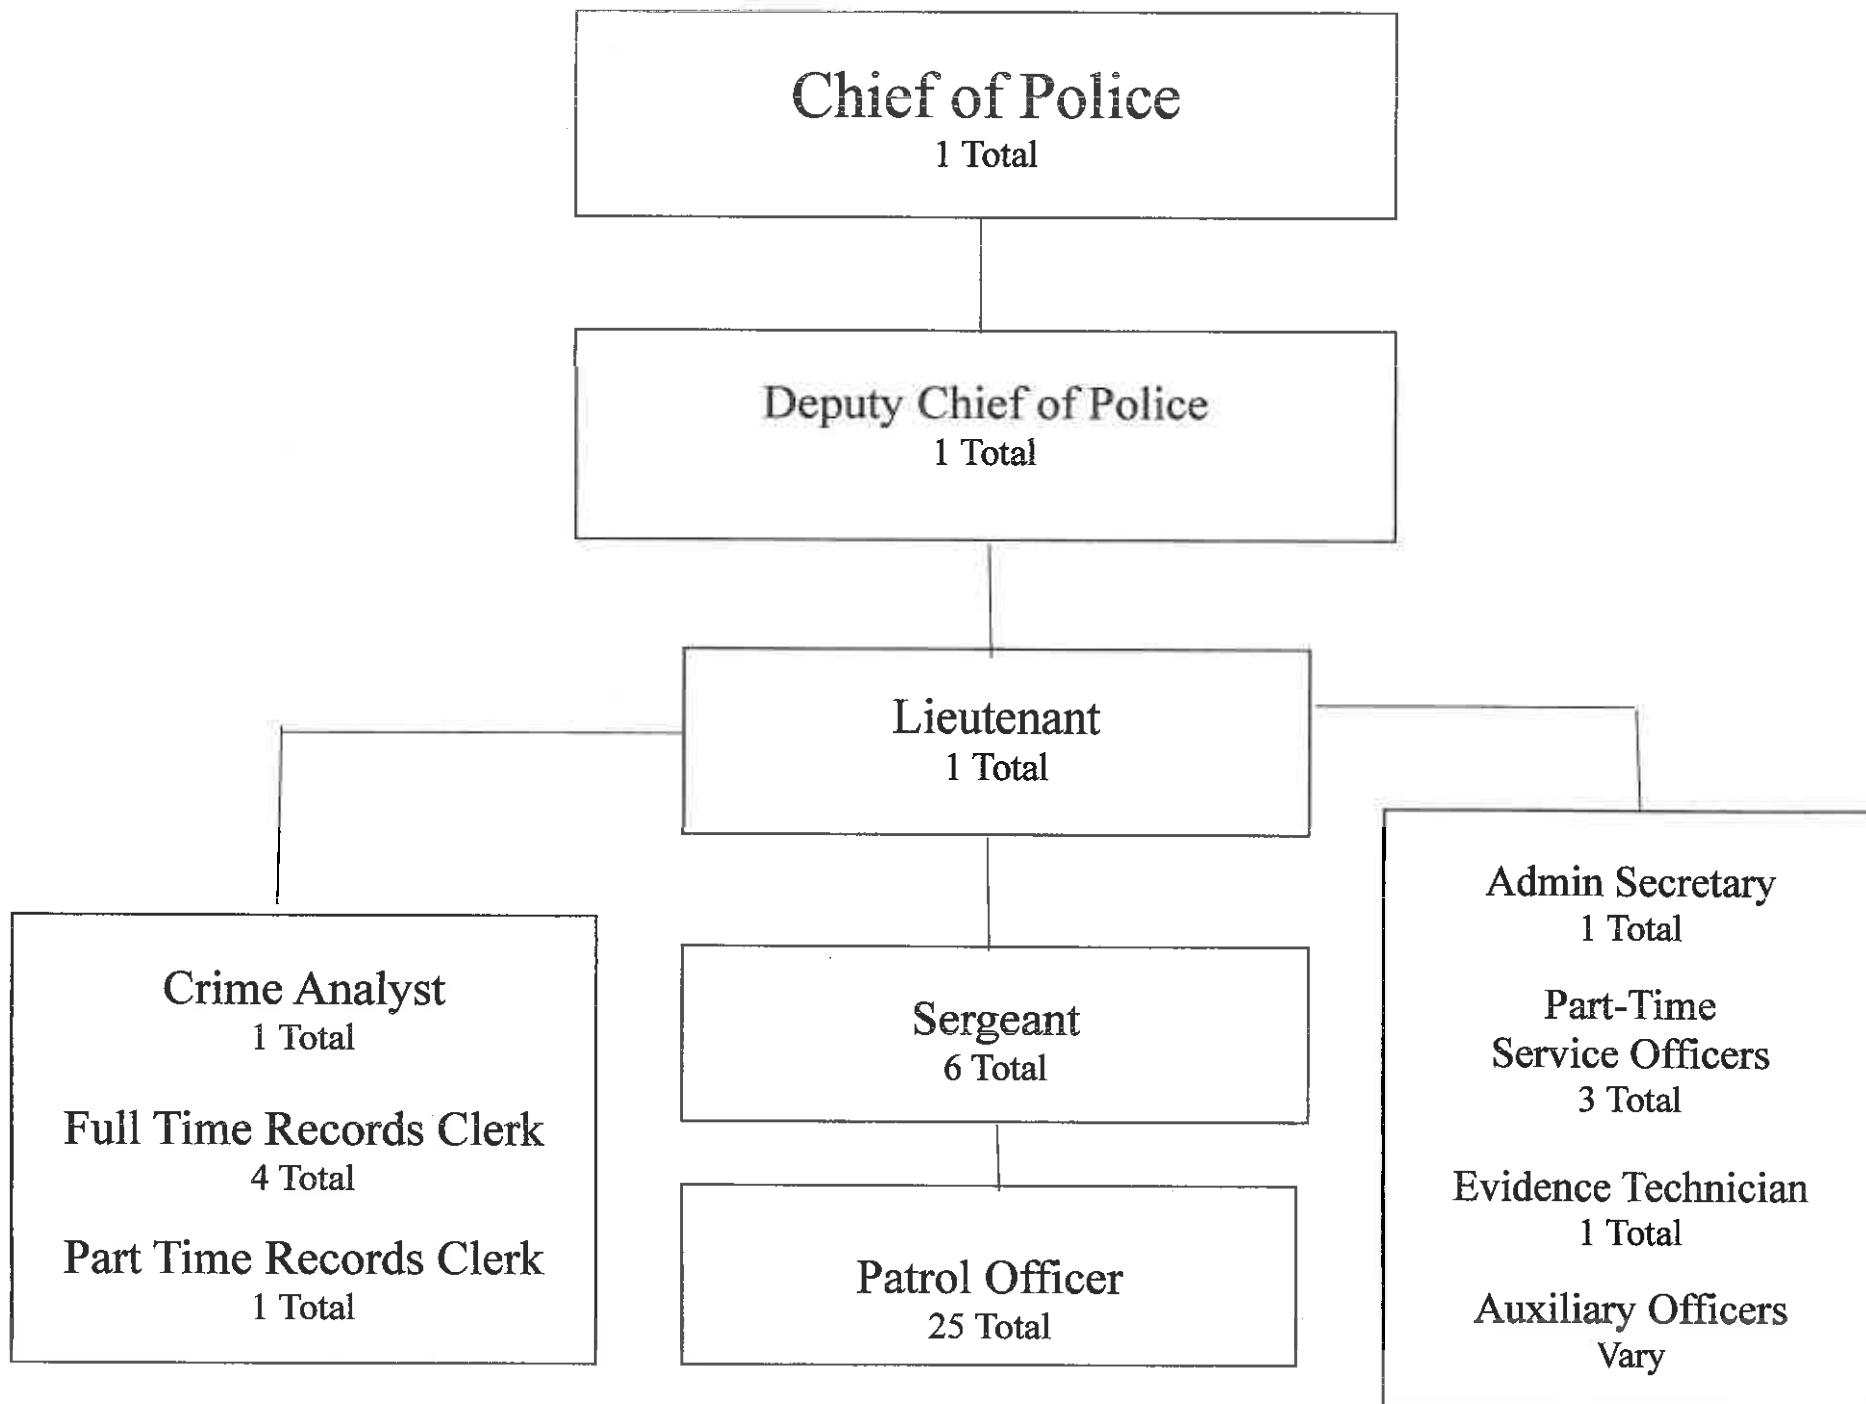 Chief of Police
1 Total
Deputy Chief of Police
1 Total
Lieutenant
1 Total
Crime Analyst
1 Total
Full Time Records Clerk
4 Total
Part Time Records Clerk
1 Total
Sergeant
6 Total
Patrol Officer
25 Total
Admin Secretary
1 Total
Part-Time
Service Officers
3 Total
Evidence Technician
1 Total
Auxiliary Officers
Vary